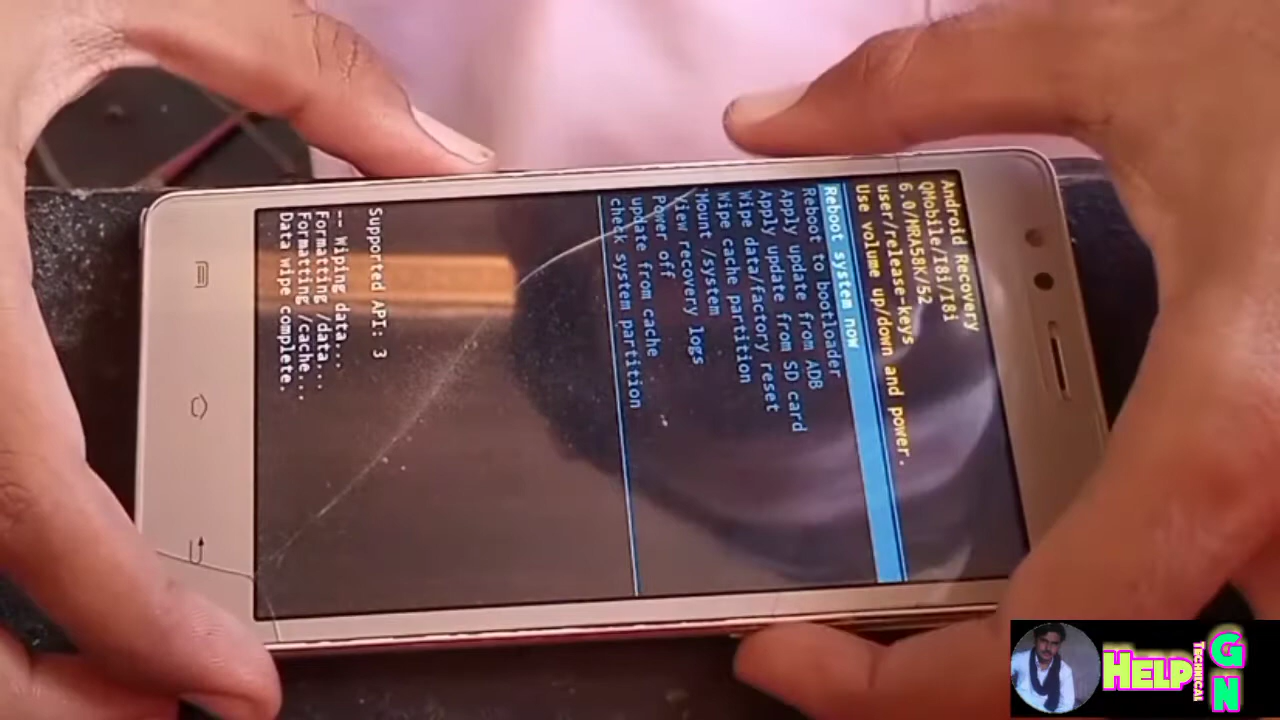 Android Recovery
QMobile/I8i/I8i
6.0/MRA58K/52
user/release-keys
Use volume up/down and power.
Reboot system now
Reboot to bootloader
Apply update from ADB
Apply update from SD card
Wipe data/factory reset
Wipe cache partition
Mount /system
View recovery logs
Power off
update from cache
check system partition
Supported API: 3
-- Wiping data...
Formatting /data...
Formatting /cache...
Data wipe complete.
HELP
TECHNICAL
GN